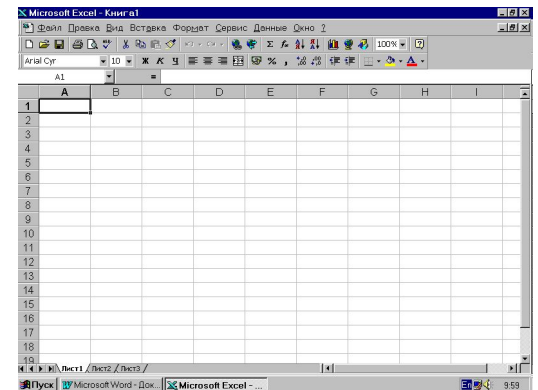 Microsoft Excel - Книга1
Файл Правка Вид Вставка Формат Сервис Данные Окно ?
100%
Arial Cyr 10 Ж К Ч % ,
A1 =
A B C D E F G H I
1
2
3
4
5
6
7
8
9
10
11
12
13
14
15
16
17
18
19
Лист1 Лист2 Лист3
Пуск Microsoft Word - Док... Microsoft Excel - ... En 9:59